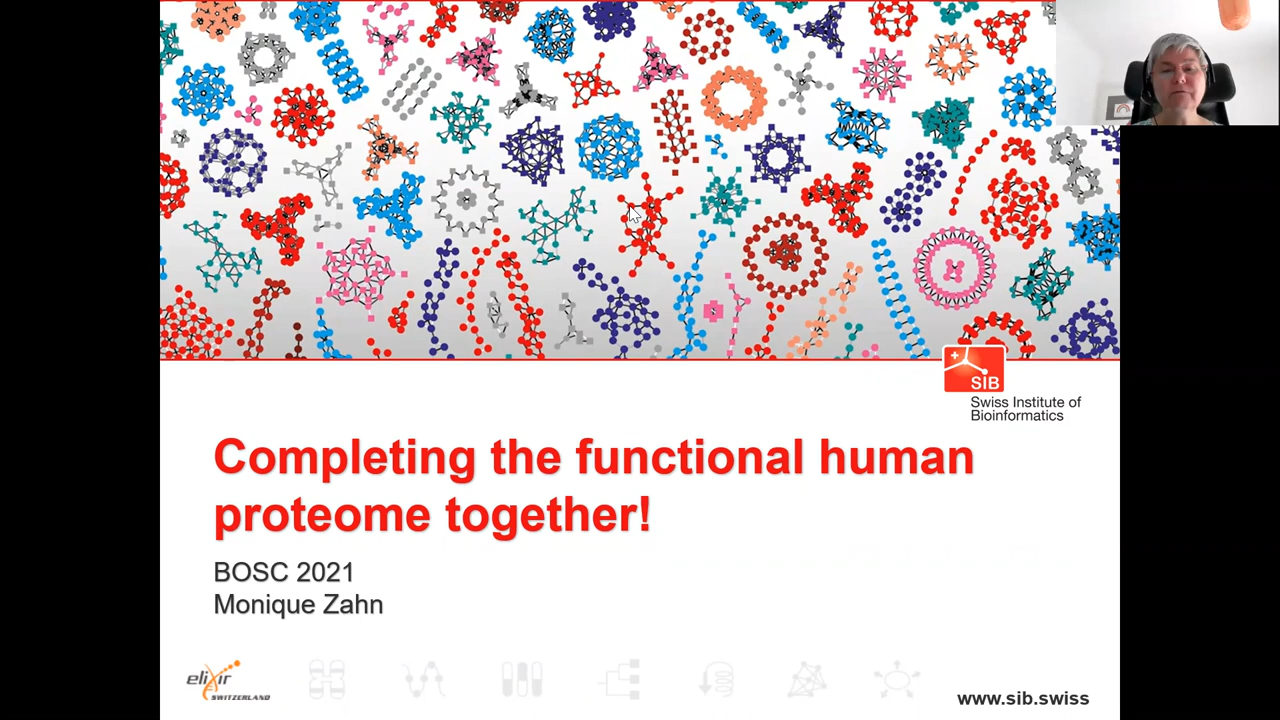 SIB
Swiss Institute of
Bioinformatics
Completing the functional human
proteome together!
BOSC 2021
Monique Zahn
elixir
SWITZERLAND
www.sib.swiss